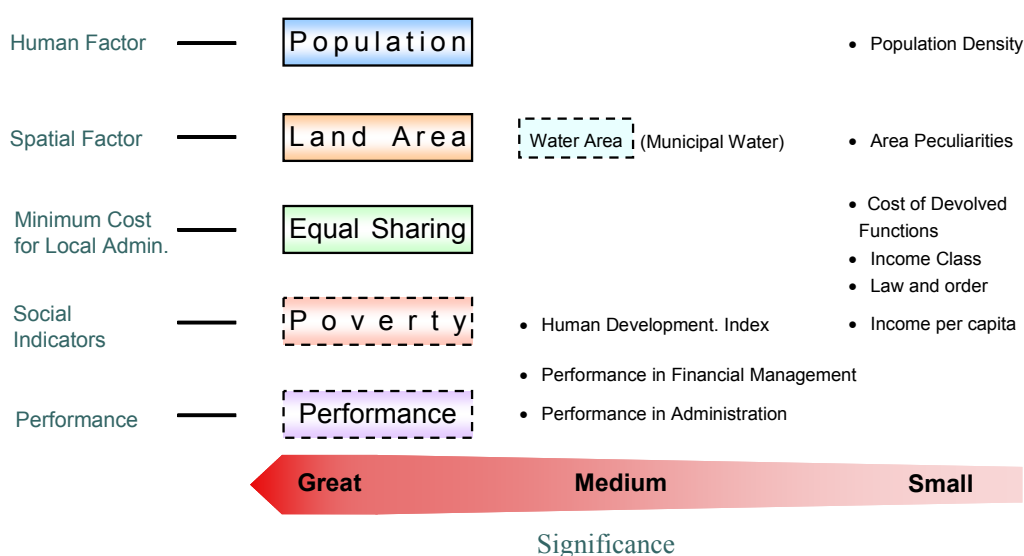 Human Factor
Population
• Population Density
Spatial Factor
Land Area
Water Area (Municipal Water)
• Area Peculiarities
Minimum Cost
for Local Admin.
Equal Sharing
• Cost of Devolved
Functions
• Income Class
• Law and order
Social
Indicators
Poverty
• Human Development. Index
• Income per capita
• Performance in Financial Management
Performance
Performance
• Performance in Administration
Great
Medium
Small
Significance